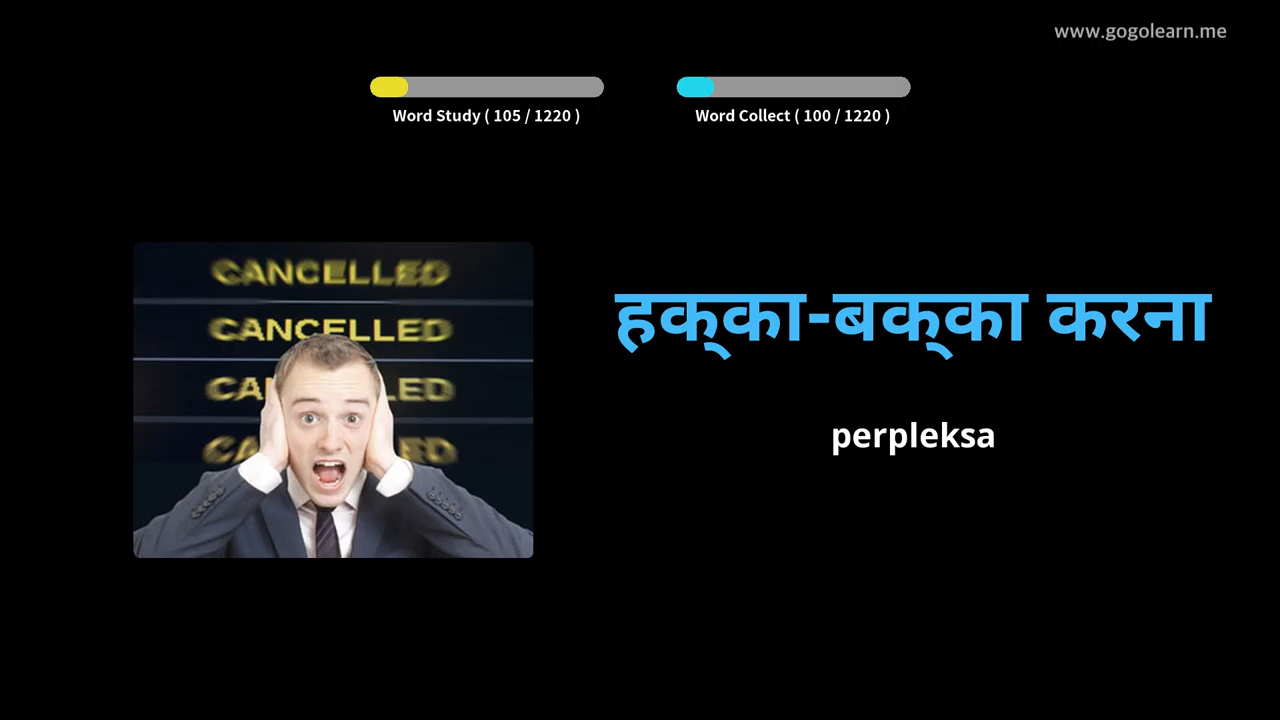 www.gogolearn.me
Word Study ( 105 / 1220 )
Word Collect ( 100 / 1220 )
CANCELLED
CANCELLED
हक्‌का-बक्‌का करना
perpleksa